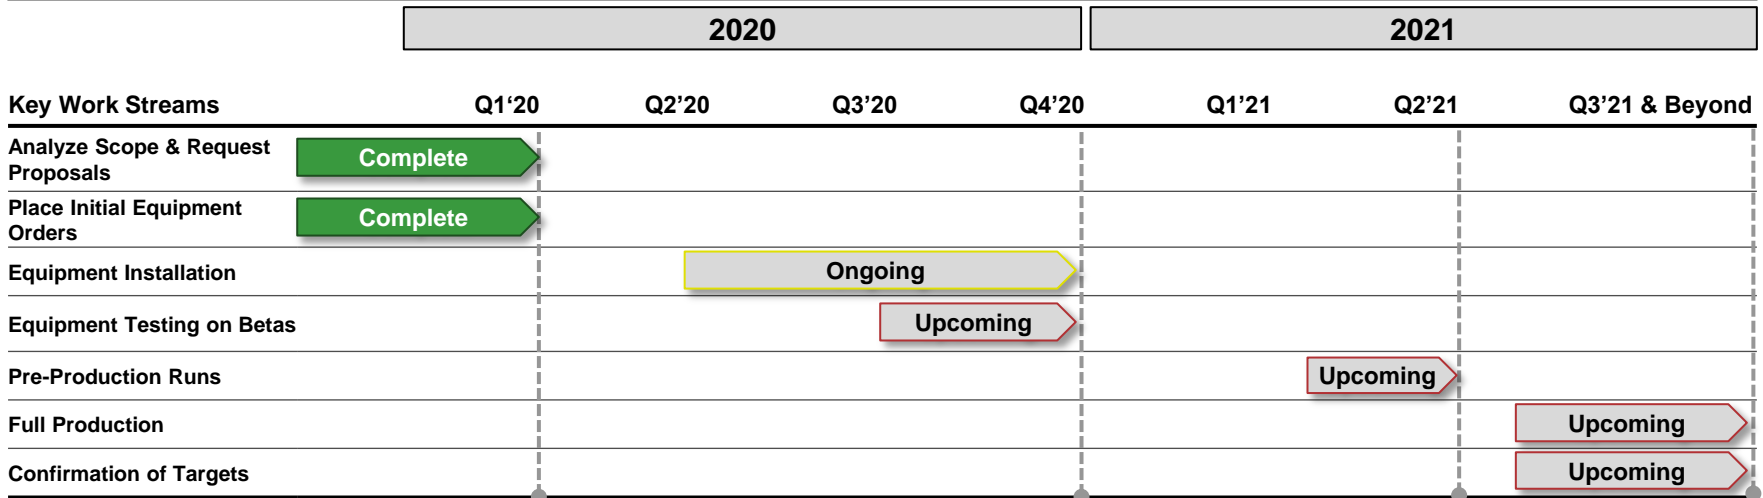 2020 2021
Key Work Streams Q1‘20 Q2’20 Q3’20 Q4’20 Q1’21 Q2’21 Q3’21 & Beyond
Analyze Scope & Request
Proposals
Complete
Place Initial Equipment
Orders
Complete
Equipment Installation Ongoing
Equipment Testing on Betas Upcoming
Pre-Production Runs Upcoming
Full Production Upcoming
Confirmation of Targets Upcoming